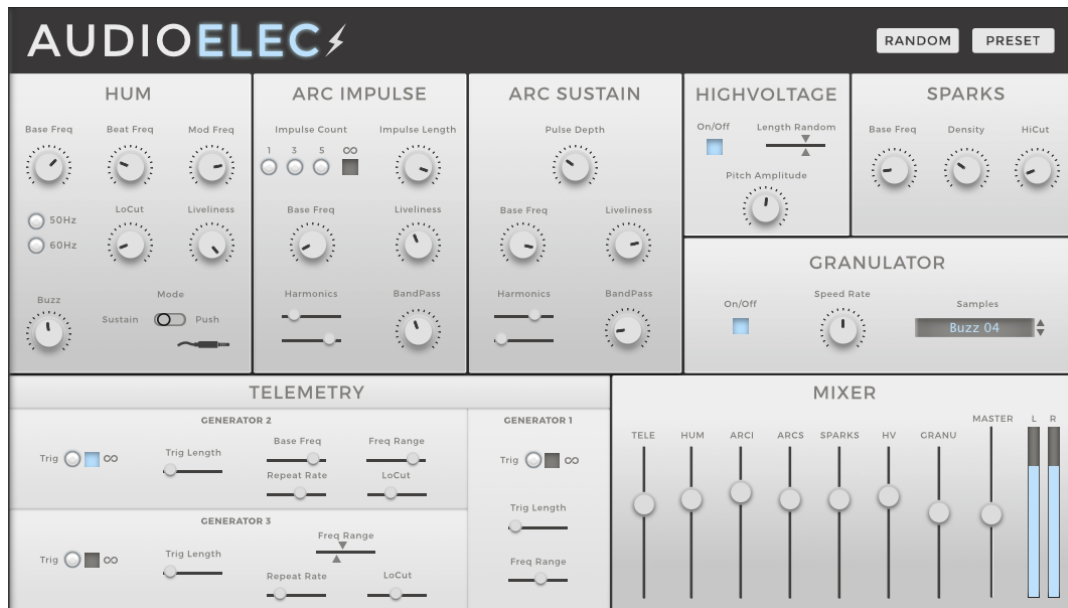 AUDIOELEC
RANDOM
PRESET
HUM
Base Freq
Beat Freq
Mod Freq
50Hz
60Hz
LoCut
Liveliness
Buzz
Mode
Sustain
Push
ARC IMPULSE
Impulse Count
Impulse Length
1 3 5 ∞
Base Freq
Liveliness
Harmonics
BandPass
ARC SUSTAIN
Pulse Depth
Base Freq
Liveliness
Harmonics
BandPass
HIGHVOLTAGE
On/Off
Length Random
Pitch Amplitude
SPARKS
Base Freq
Density
HiCut
GRANULATOR
On/Off
Speed Rate
Samples
Buzz 04
TELEMETRY
GENERATOR 2
Trig
∞
Trig Length
Base Freq
Freq Range
Repeat Rate
LoCut
GENERATOR 3
Trig
∞
Trig Length
Freq Range
Repeat Rate
LoCut
GENERATOR 1
Trig
∞
Trig Length
Freq Range
MIXER
TELE
HUM
ARCI
ARCS
SPARKS
HV
GRANU
MASTER
L
R